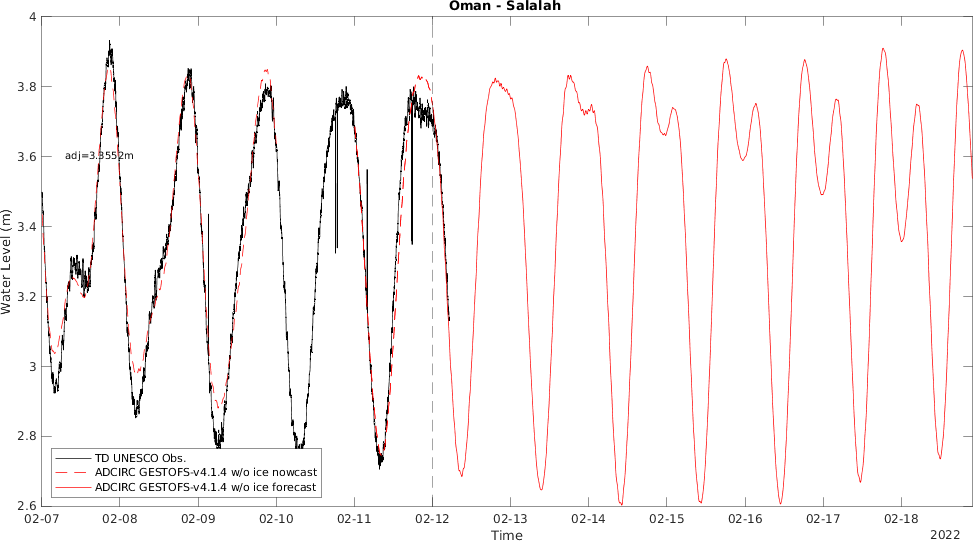 Oman - Salalah
4
3.8
3.6
3.4
3.2
3
2.8
2.6
Water Level (m)
adj=3.3552m
TD UNESCO Obs.
ADCIRC GESTOFS-v4.1.4 w/o ice nowcast
ADCIRC GESTOFS-v4.1.4 w/o ice forecast
02-07 02-08 02-09 02-10 02-11 02-12 02-13 02-14 02-15 02-16 02-17 02-18
Time
2022